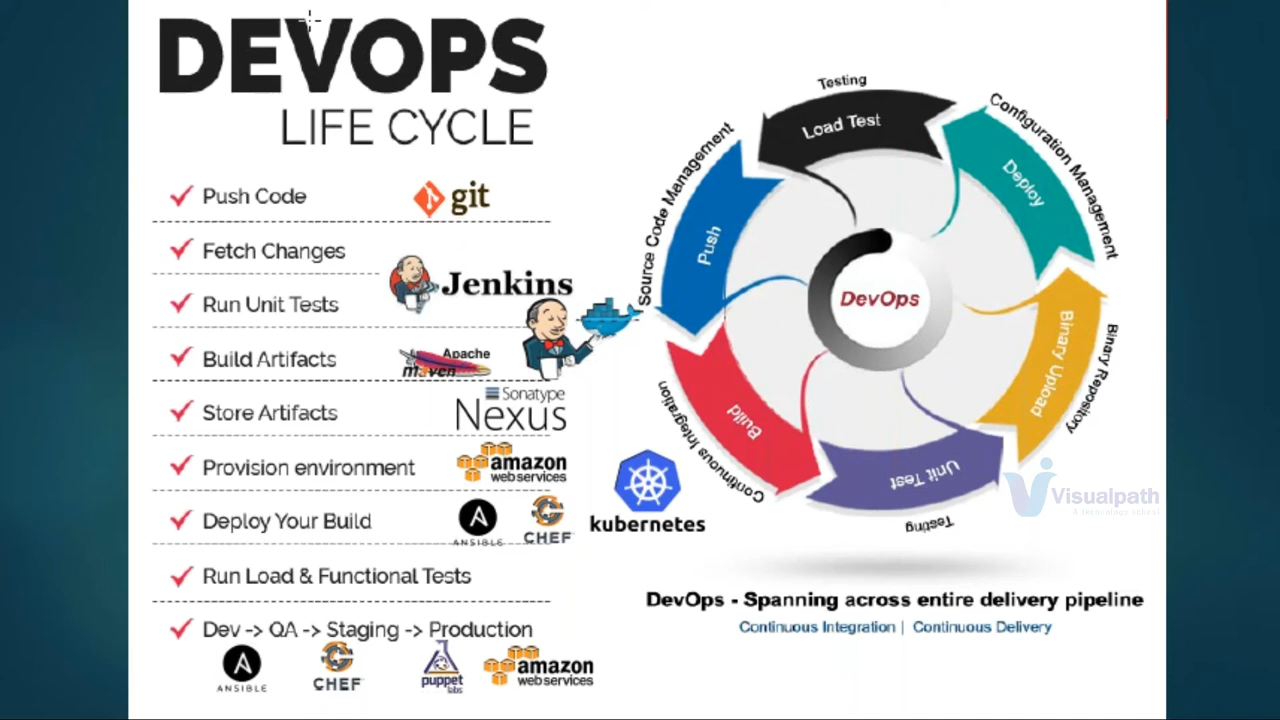 DEVOPS
LIFE CYCLE
Push Code
git
Fetch Changes
Jenkins
Run Unit Tests
Build Artifacts
Apache
maven
Store Artifacts
Sonatype
Nexus
Provision environment
amazon
web services
Deploy Your Build
ANSIBLE
CHEF
kubernetes
Run Load & Functional Tests
Dev -> QA -> Staging -> Production
ANSIBLE
CHEF
puppet
labs
amazon
web services
Testing
Load Test
Configuration Management
Deploy
Source Code Management
Push
DevOps
Binary Upload
Binary Repository
Build
Continuous Integration
Unit Test
Testing
Visualpath
DevOps - Spanning across entire delivery pipeline
Continuous Integration | Continuous Delivery